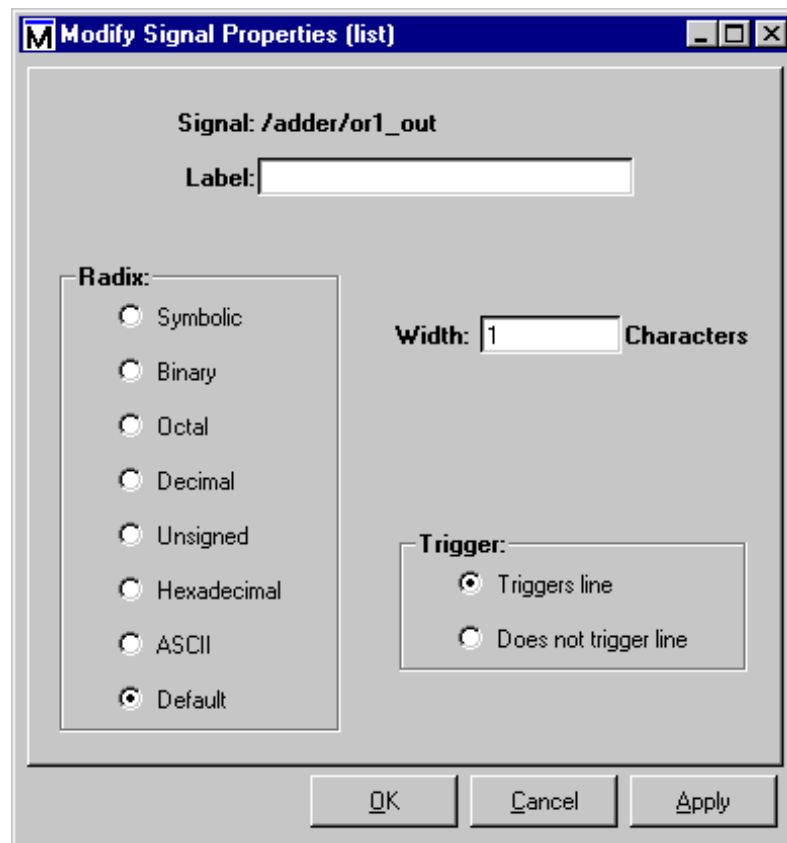 M Modify Signal Properties (list)
Signal: /adder/or1_out
Label:
Radix:
Symbolic
Binary
Octal
Decimal
Unsigned
Hexadecimal
ASCII
Default
Width: 1 Characters
Trigger:
Triggers line
Does not trigger line
OK Cancel Apply